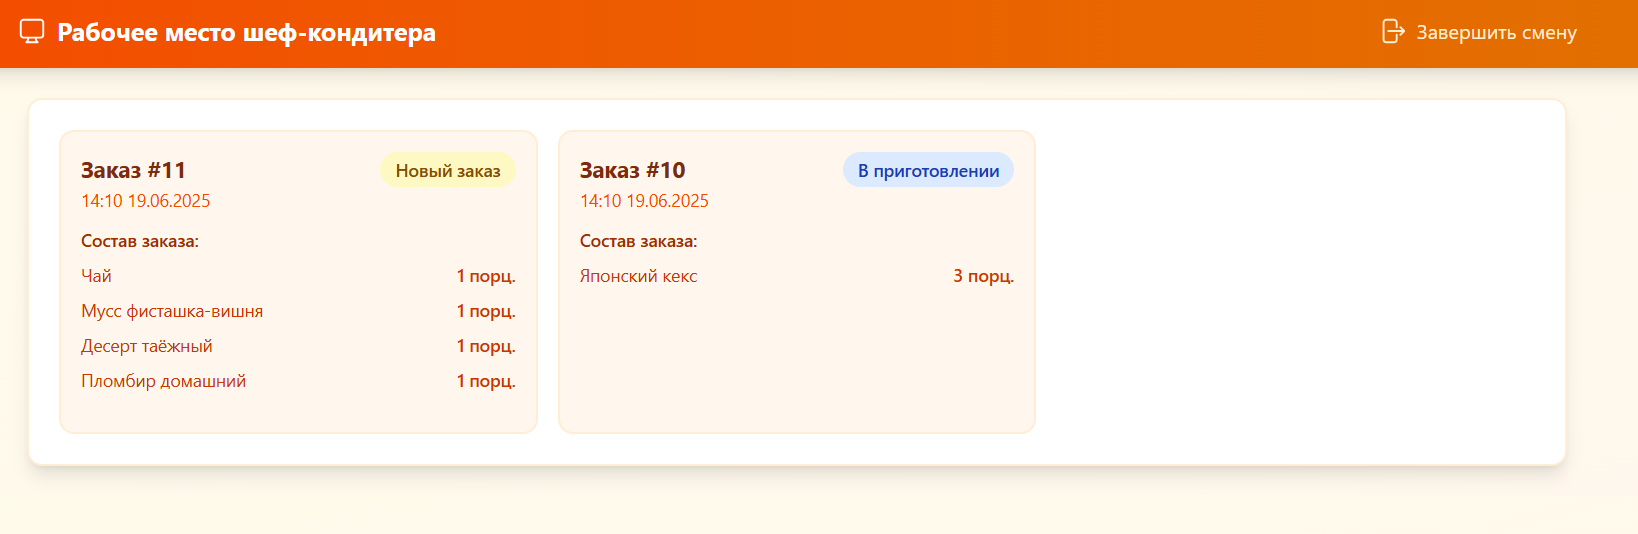 Рабочее место шеф-кондитера
Завершить смену
Заказ #11
Новый заказ
14:10 19.06.2025
Состав заказа:
Чай 1 порц.
Мусс фисташка-вишня 1 порц.
Десерт таёжный 1 порц.
Пломбир домашний 1 порц.
Заказ #10
В приготовлении
14:10 19.06.2025
Состав заказа:
Японский кекс 3 порц.